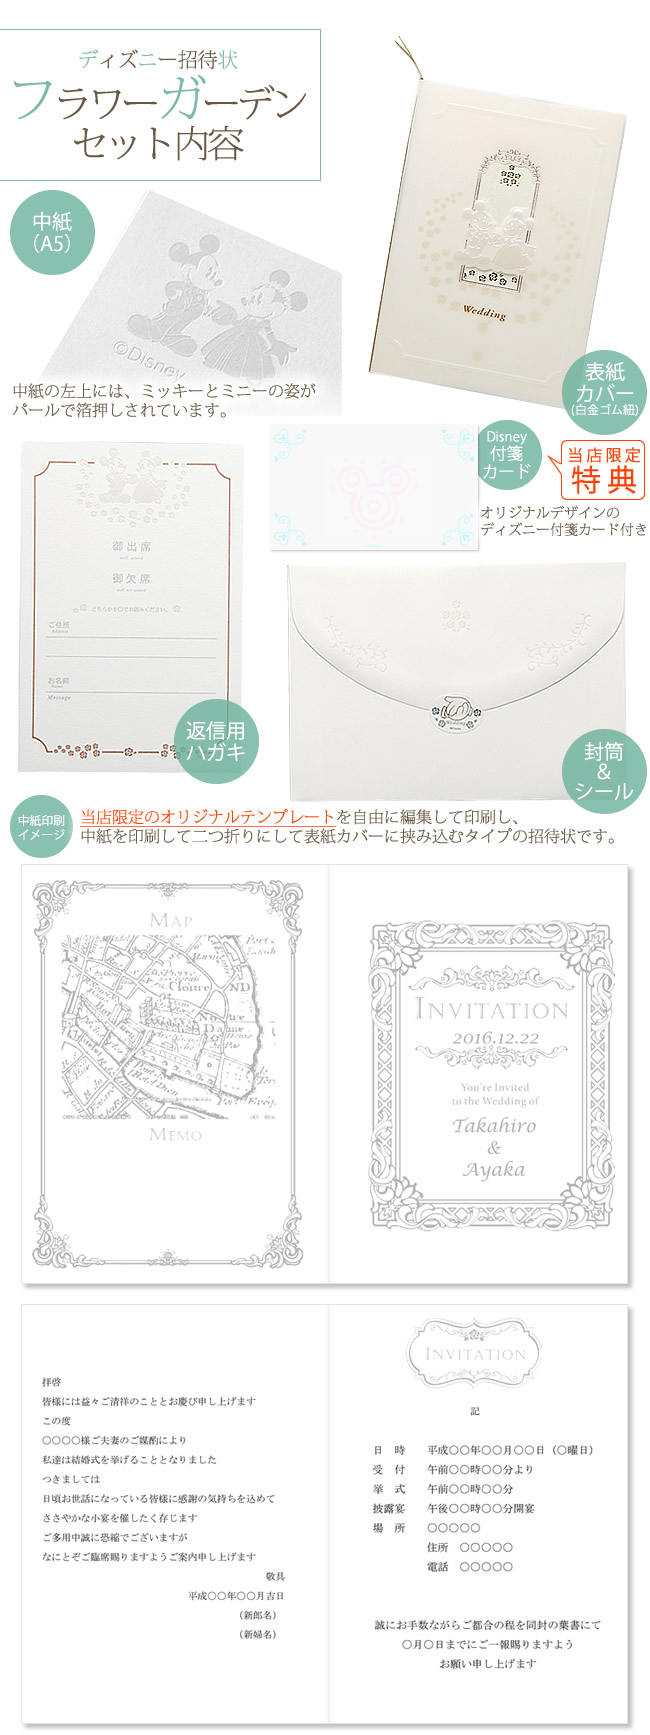 ディズニー招待状
フラワーガーデン
セット内容
中紙
(A5)
©Disney
中紙の左上には、ミッキーとミニーの姿が
パールで箔押しされています。
Wedding
表紙
カバー
(白金ゴム紐)
Disney
付箋
カード
当店限定
特典
オリジナルデザインの
ディズニー付箋カード付き
御出席
御欠席
どちらかを○でお囲みください。
ご住所
Address
お名前
Name
Message
返信用
ハガキ
Wedding
封筒
&
シール
中紙印刷
イメージ
当店限定のオリジナルテンプレートを自由に編集して印刷し、
中紙を印刷して二つ折りにして表紙カバーに挟み込むタイプの招待状です。
MAP
Cloitre ND
Notre
Dame
MEMO
INVITATION
2016.12.22
You're Invited
to the Wedding of
Takahiro
&
Ayaka
拝啓
皆様には益々ご清祥のこととお慶び申し上げます
この度
○○○○様ご夫妻のご媒酌により
私達は結婚式を挙げることとなりました
つきましては
日頃お世話になっている皆様に感謝の気持ちを込めて
ささやかな小宴を催したく存じます
ご多用中誠に恐縮でございますが
なにとぞご臨席賜りますようご案内申し上げます
敬具
平成○○年○○月吉日
(新郎名)
(新婦名)
INVITATION
記
日 時 平成○○年○○月○○日(○曜日)
受 付 午前○○時○○分より
挙 式 午前○○時○○分
披露宴 午後○○時○○分開宴
場 所 ○○○○○
住所 ○○○○○
電話 ○○○○○
誠にお手数ながらご都合の程を同封の葉書にて
○月○日までにご一報賜りますよう
お願い申し上げます